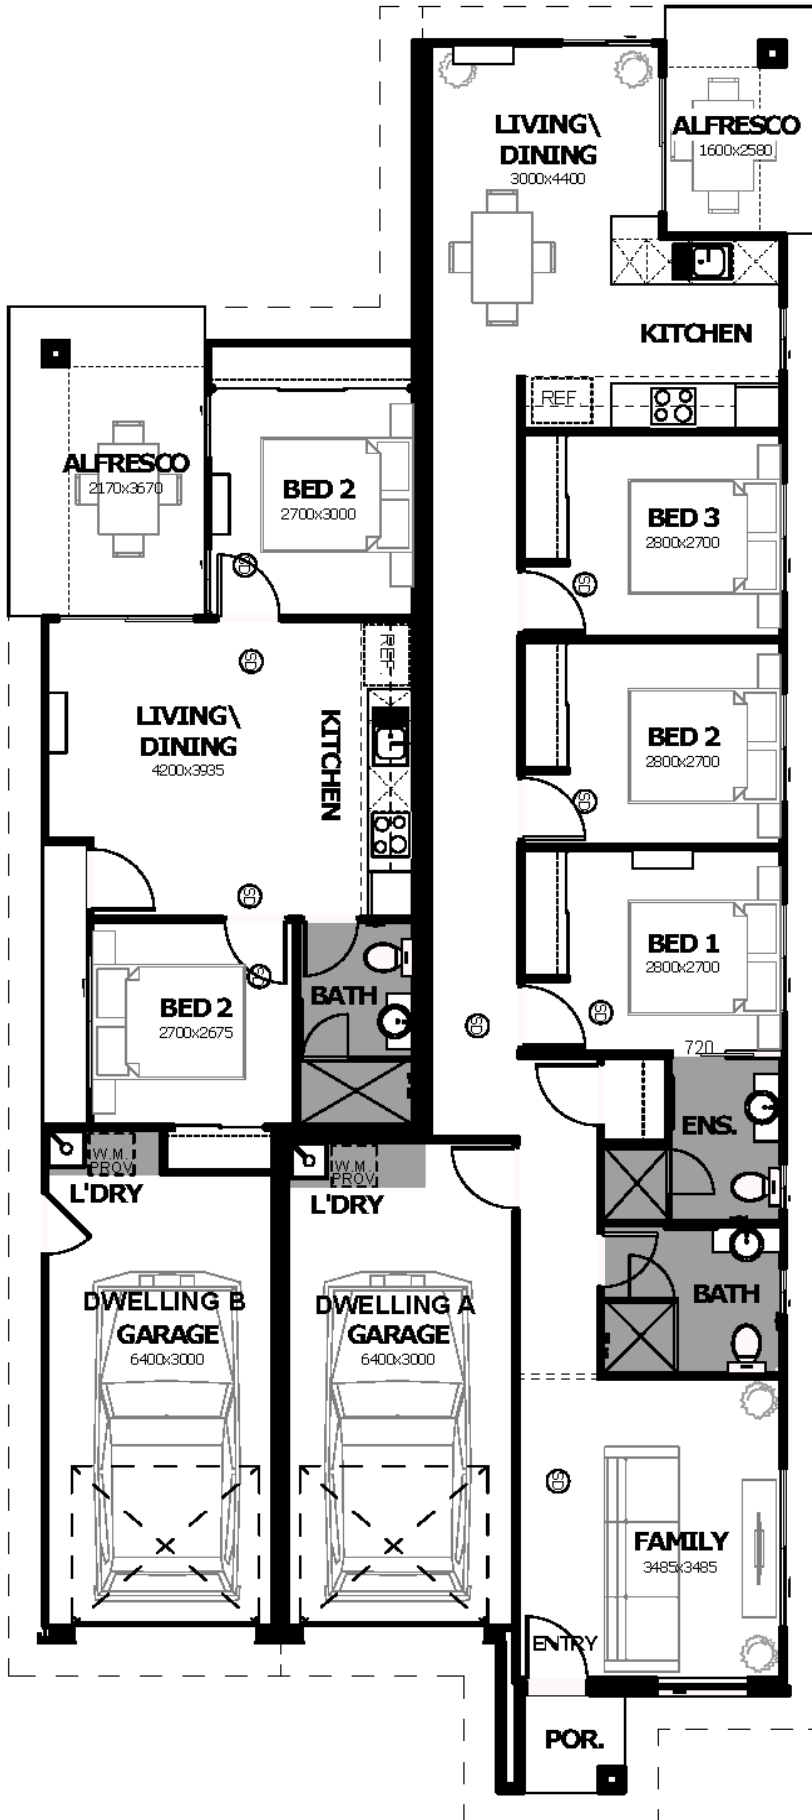 LIVING\
DINING
3000x4400
ALFRESCO
1600x2580
KITCHEN
REF.
ALFRESCO
2170x3670
BED 2
2700x3000
SD
BED 3
2800x2700
SD
REF.
SD
LIVING\
DINING
4200x3935
KITCHEN
BED 2
2800x2700
SD
SD
BED 1
2800x2700
SD
SD
BED 2
2700x2675
SD
BATH
720
ENS.
W.M.
PROV
L'DRY
W.M.
PROV
L'DRY
BATH
DWELLING B
GARAGE
6400x3000
DWELLING A
GARAGE
6400x3000
SD
FAMILY
3485x3485
ENTRY
POR.